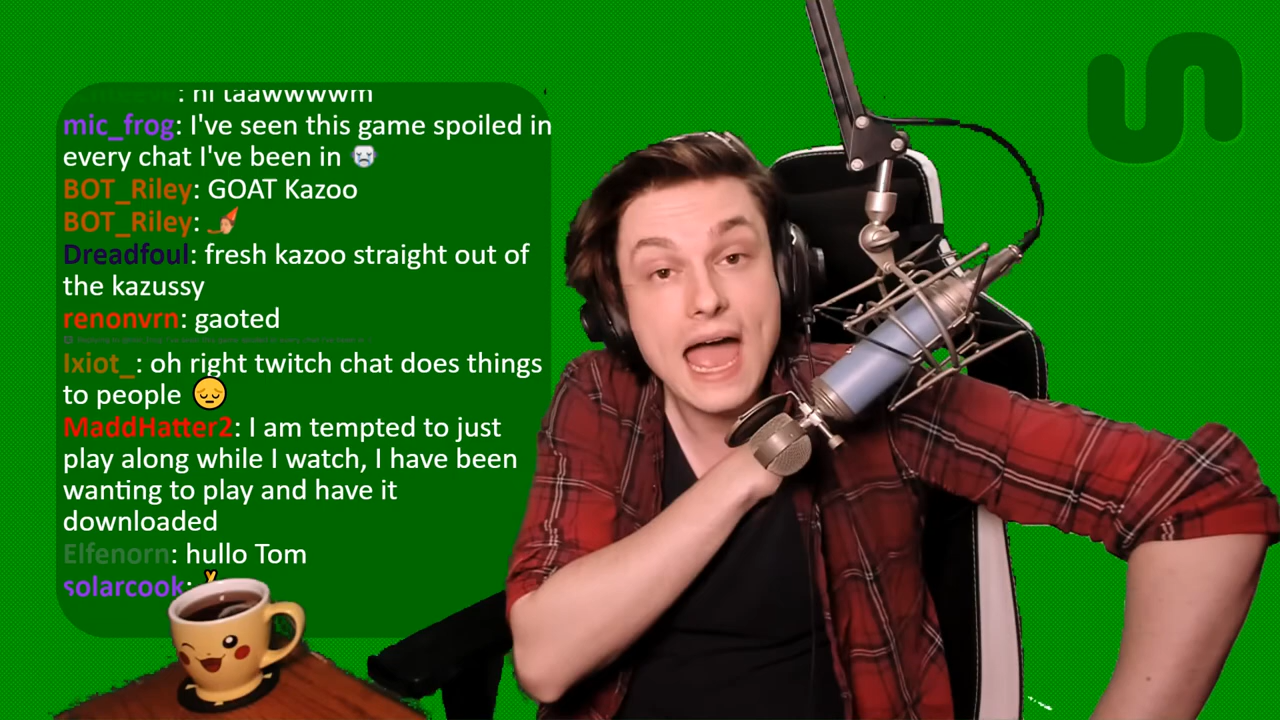 : hi taawwwwm
mic_frog: I've seen this game spoiled in
every chat I've been in
BOT_Riley: GOAT Kazoo
BOT_Riley:
Dreadfoul: fresh kazoo straight out of
the kazussy
renonvrn: gaoted
Ixiot_: oh right twitch chat does things
to people
MaddHatter2: I am tempted to just
play along while I watch, I have been
wanting to play and have it
downloaded
Elfenorn: hullo Tom
solarcook: